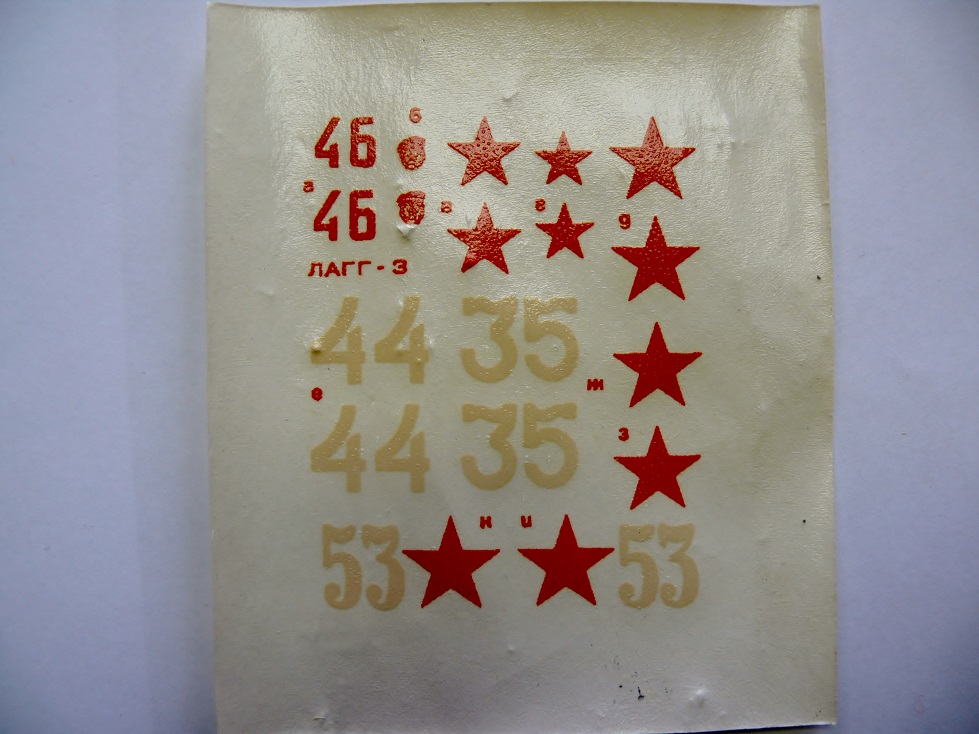 б
46
а
46 в г д
ЛАГГ-3
44 35
е ж
44 35
з
к и
53 53